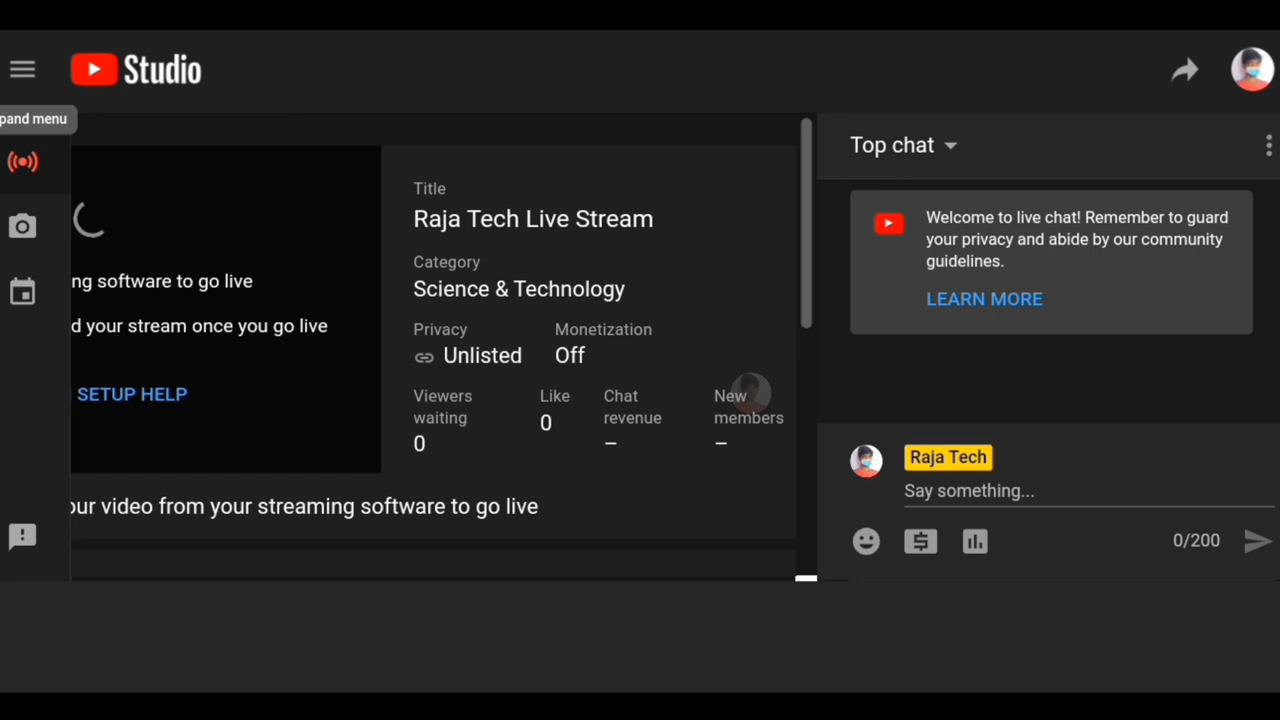 Studio
pand menu
ng software to go live
d your stream once you go live
SETUP HELP
Title
Raja Tech Live Stream
Category
Science & Technology
Privacy Monetization
Unlisted Off
Viewers waiting
0
Like
0
Chat revenue
–
New members
–
our video from your streaming software to go live
Top chat
Welcome to live chat! Remember to guard
your privacy and abide by our community
guidelines.
LEARN MORE
Raja Tech
Say something...
0/200